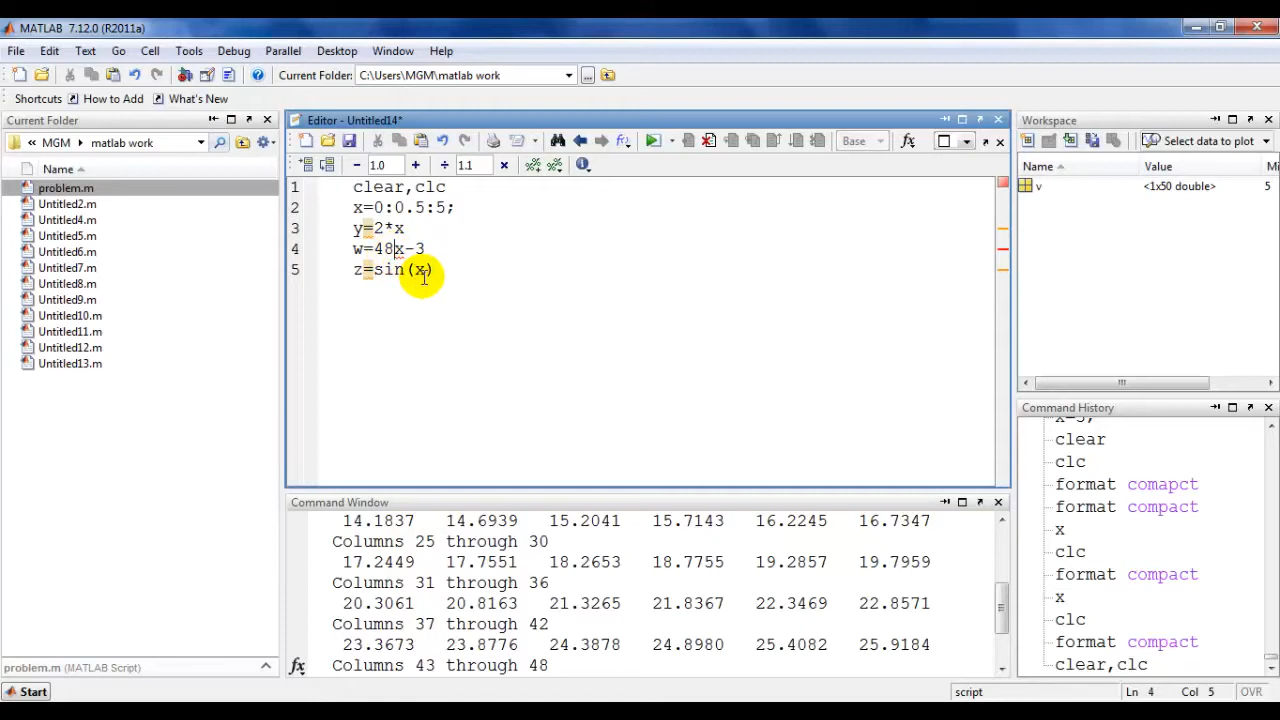 MATLAB 7.12.0 (R2011a)
File Edit Text Go Cell Tools Debug Parallel Desktop Window Help
Current Folder: C:\Users\MGM\matlab work
Shortcuts How to Add What's New
Current Folder
« MGM ▸ matlab work
Name
problem.m
Untitled2.m
Untitled4.m
Untitled5.m
Untitled6.m
Untitled7.m
Untitled8.m
Untitled9.m
Untitled10.m
Untitled11.m
Untitled12.m
Untitled13.m
problem.m (MATLAB Script)
Start
Editor - Untitled14*
Base
1.0 1.1
1 clear,clc
2 x=0:0.5:5;
3 y=2*x
4 w=48x-3
5 z=sin(x)
Command Window
14.1837 14.6939 15.2041 15.7143 16.2245 16.7347
Columns 25 through 30
17.2449 17.7551 18.2653 18.7755 19.2857 19.7959
Columns 31 through 36
20.3061 20.8163 21.3265 21.8367 22.3469 22.8571
Columns 37 through 42
23.3673 23.8776 24.3878 24.8980 25.4082 25.9184
Columns 43 through 48
Workspace
Select data to plot
Name Value Mi
v <1x50 double> 5
Command History
clear
clc
format comapct
format compact
x
clc
format compact
x
clc
format compact
clear,clc
script Ln 4 Col 5 OVR